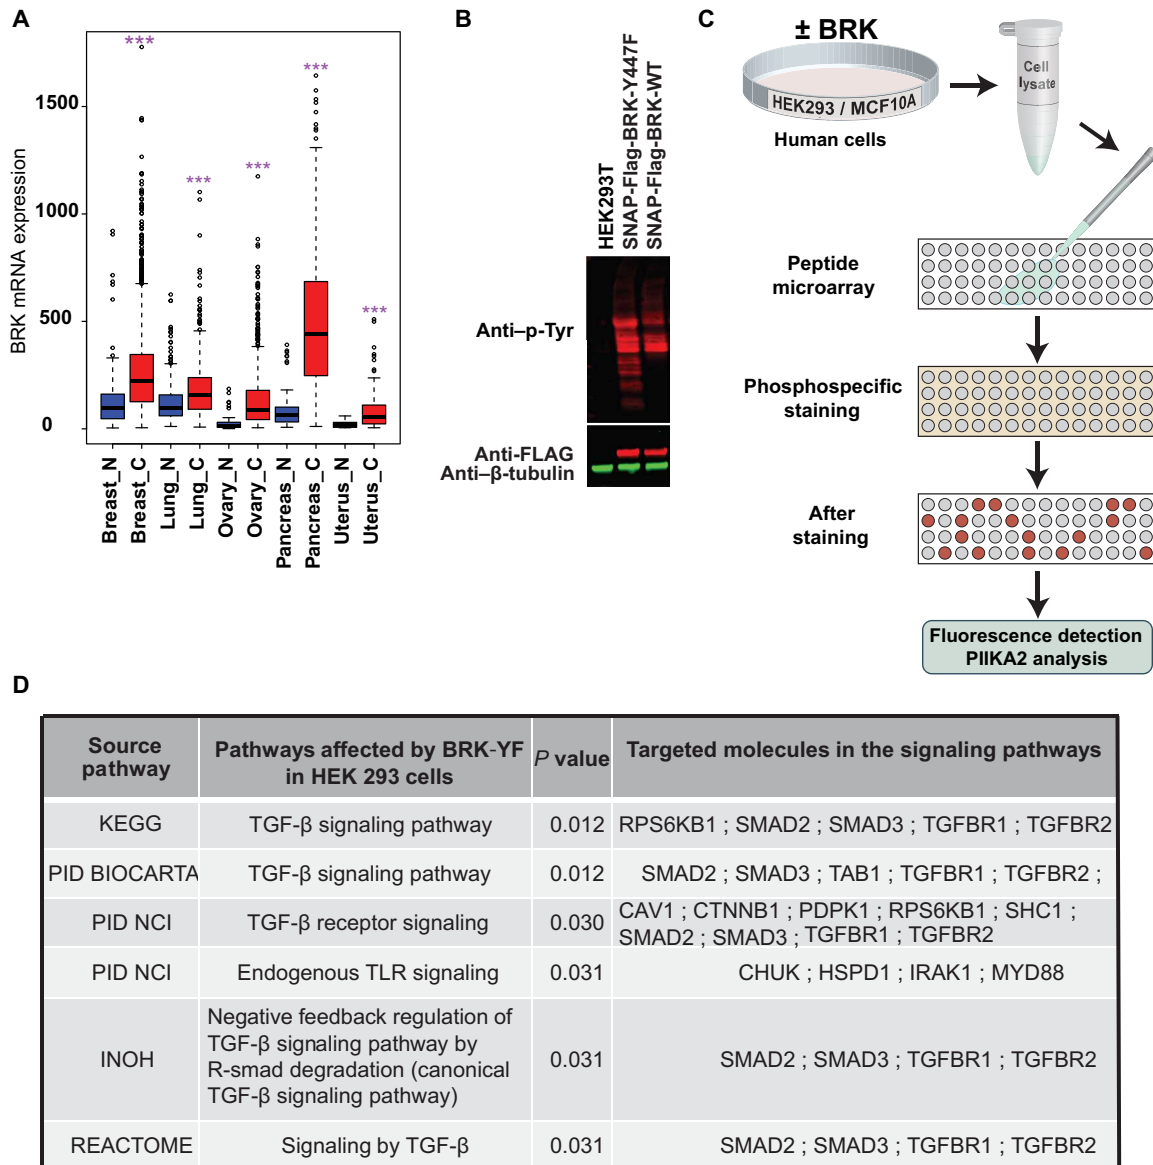 A
BRK mRNA expression
1500
1000
500
0
***
***
***
***
***
Breast_N
Breast_C
Lung_N
Lung_C
Ovary_N
Ovary_C
Pancreas_N
Pancreas_C
Uterus_N
Uterus_C
B
HEK293T
SNAP-Flag-BRK-Y447F
SNAP-Flag-BRK-WT
Anti–p-Tyr
Anti-FLAG
Anti–β-tubulin
C
± BRK
HEK293 / MCF10A
Human cells
Cell
lysate
Peptide
microarray
Phosphospecific
staining
After
staining
Fluorescence detection
PIIKA2 analysis
D
Source
pathway
Pathways affected by BRK-YF
in HEK 293 cells
P value
Targeted molecules in the signaling pathways
KEGG
TGF-β signaling pathway
0.012
RPS6KB1 ; SMAD2 ; SMAD3 ; TGFBR1 ; TGFBR2
PID BIOCARTA
TGF-β signaling pathway
0.012
SMAD2 ; SMAD3 ; TAB1 ; TGFBR1 ; TGFBR2 ;
PID NCI
TGF-β receptor signaling
0.030
CAV1 ; CTNNB1 ; PDPK1 ; RPS6KB1 ; SHC1 ;
SMAD2 ; SMAD3 ; TGFBR1 ; TGFBR2
PID NCI
Endogenous TLR signaling
0.031
CHUK ; HSPD1 ; IRAK1 ; MYD88
INOH
Negative feedback regulation of
TGF-β signaling pathway by
R-smad degradation (canonical
TGF-β signaling pathway)
0.031
SMAD2 ; SMAD3 ; TGFBR1 ; TGFBR2
REACTOME
Signaling by TGF-β
0.031
SMAD2 ; SMAD3 ; TGFBR1 ; TGFBR2